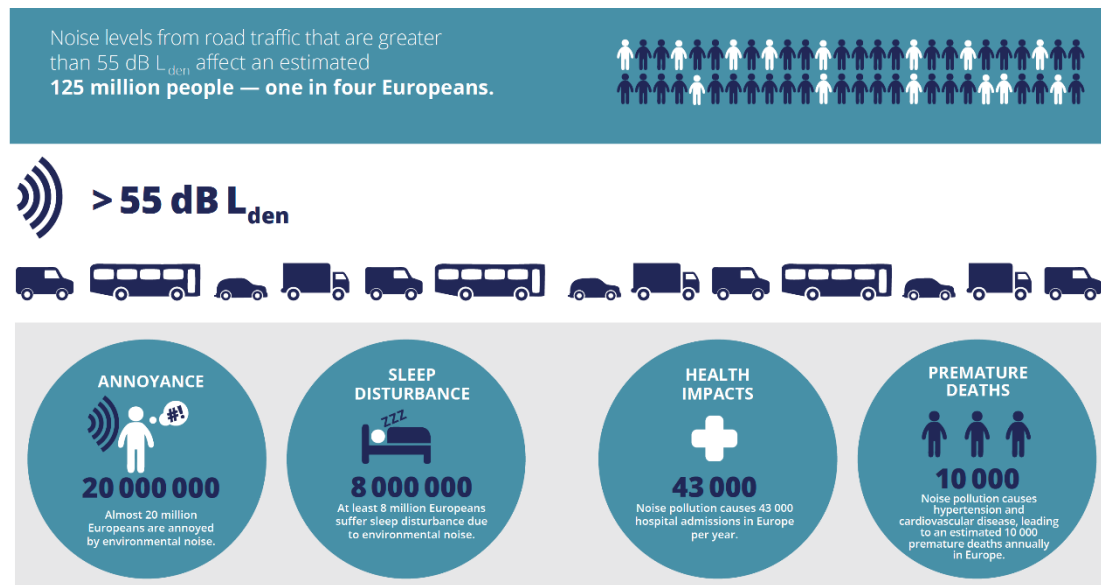 Noise levels from road traffic that are greater
than 55 dB Lden affect an estimated
125 million people — one in four Europeans.
> 55 dB Lden
ANNOYANCE
#!
20 000 000
Almost 20 million
Europeans are annoyed
by environmental noise.
SLEEP
DISTURBANCE
ZZZ
8 000 000
At least 8 million Europeans
suffer sleep disturbance due
to environmental noise.
HEALTH
IMPACTS
43 000
Noise pollution causes 43 000
hospital admissions in Europe
per year.
PREMATURE
DEATHS
10 000
Noise pollution causes
hypertension and
cardiovascular disease, leading
to an estimated 10 000
premature deaths annually
in Europe.